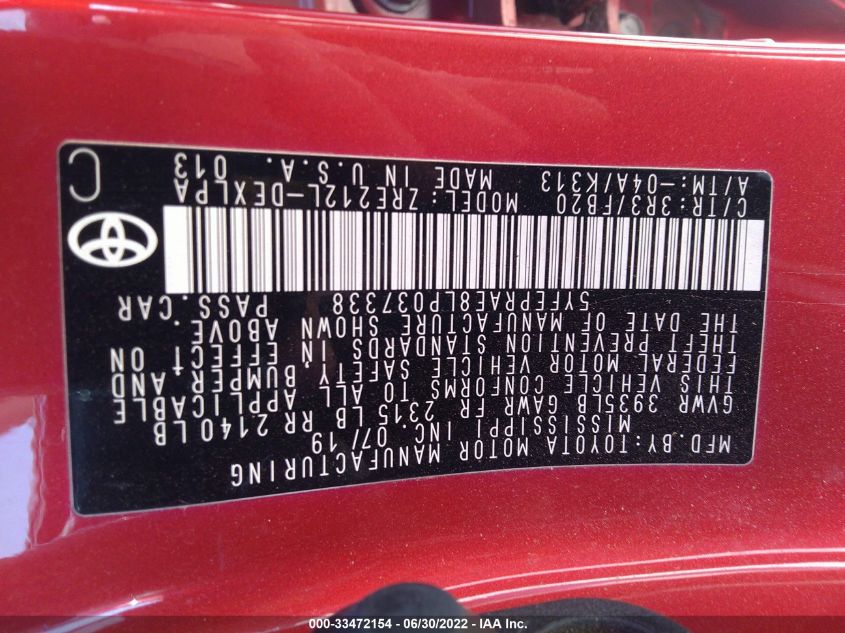 MFD. BY: TOYOTA MOTOR MANUFACTURING
MISSISSIPPI INC. 07/19
GVWR 3935LB GAWR FR 2315 LB RR 2140LB
THIS VEHICLE CONFORMS TO ALL APPLICABLE
FEDERAL MOTOR VEHICLE SAFETY, BUMPER AND
THEFT PREVENTION STANDARDS IN EFFECT ON
THE DATE OF MANUFACTURE SHOWN ABOVE.
5YFEPRAE8LP037338 PASS.CAR
C/TR:3R3/FB20 MODEL:ZRE212L-DEXLPA
A/TM:-04A/K313 MADE IN U.S.A. 013
C
000-33472154 - 06/30/2022 - IAA Inc.